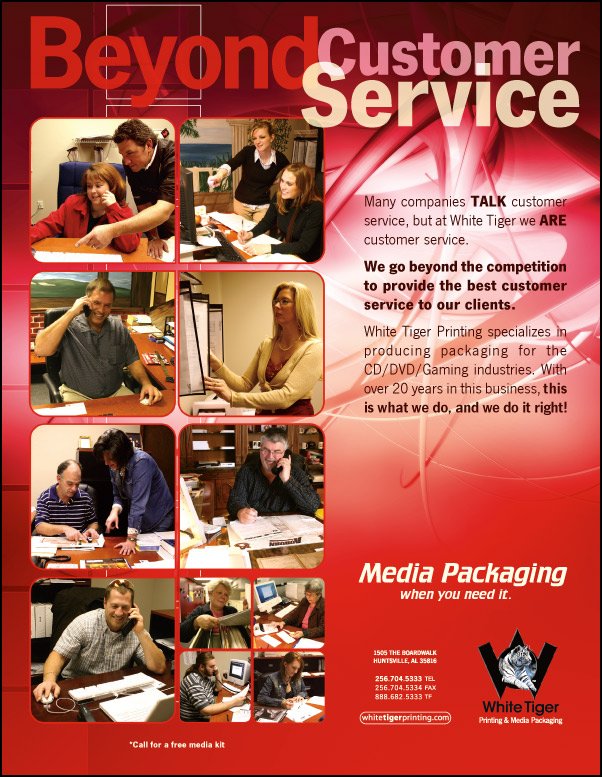 Beyond Customer
Service
Many companies TALK customer
service, but at White Tiger we ARE
customer service.
We go beyond the competition
to provide the best customer
service to our clients.
White Tiger Printing specializes in
producing packaging for the
CD/DVD/Gaming industries. With
over 20 years in this business, this
is what we do, and we do it right!
Media Packaging
when you need it.
1505 THE BOARDWALK
HUNTSVILLE, AL 35816
256.704.5333 TEL
256.704.5334 FAX
888.682.5333 TF
whitetigerprinting.com
White Tiger
Printing & Media Packaging
*Call for a free media kit